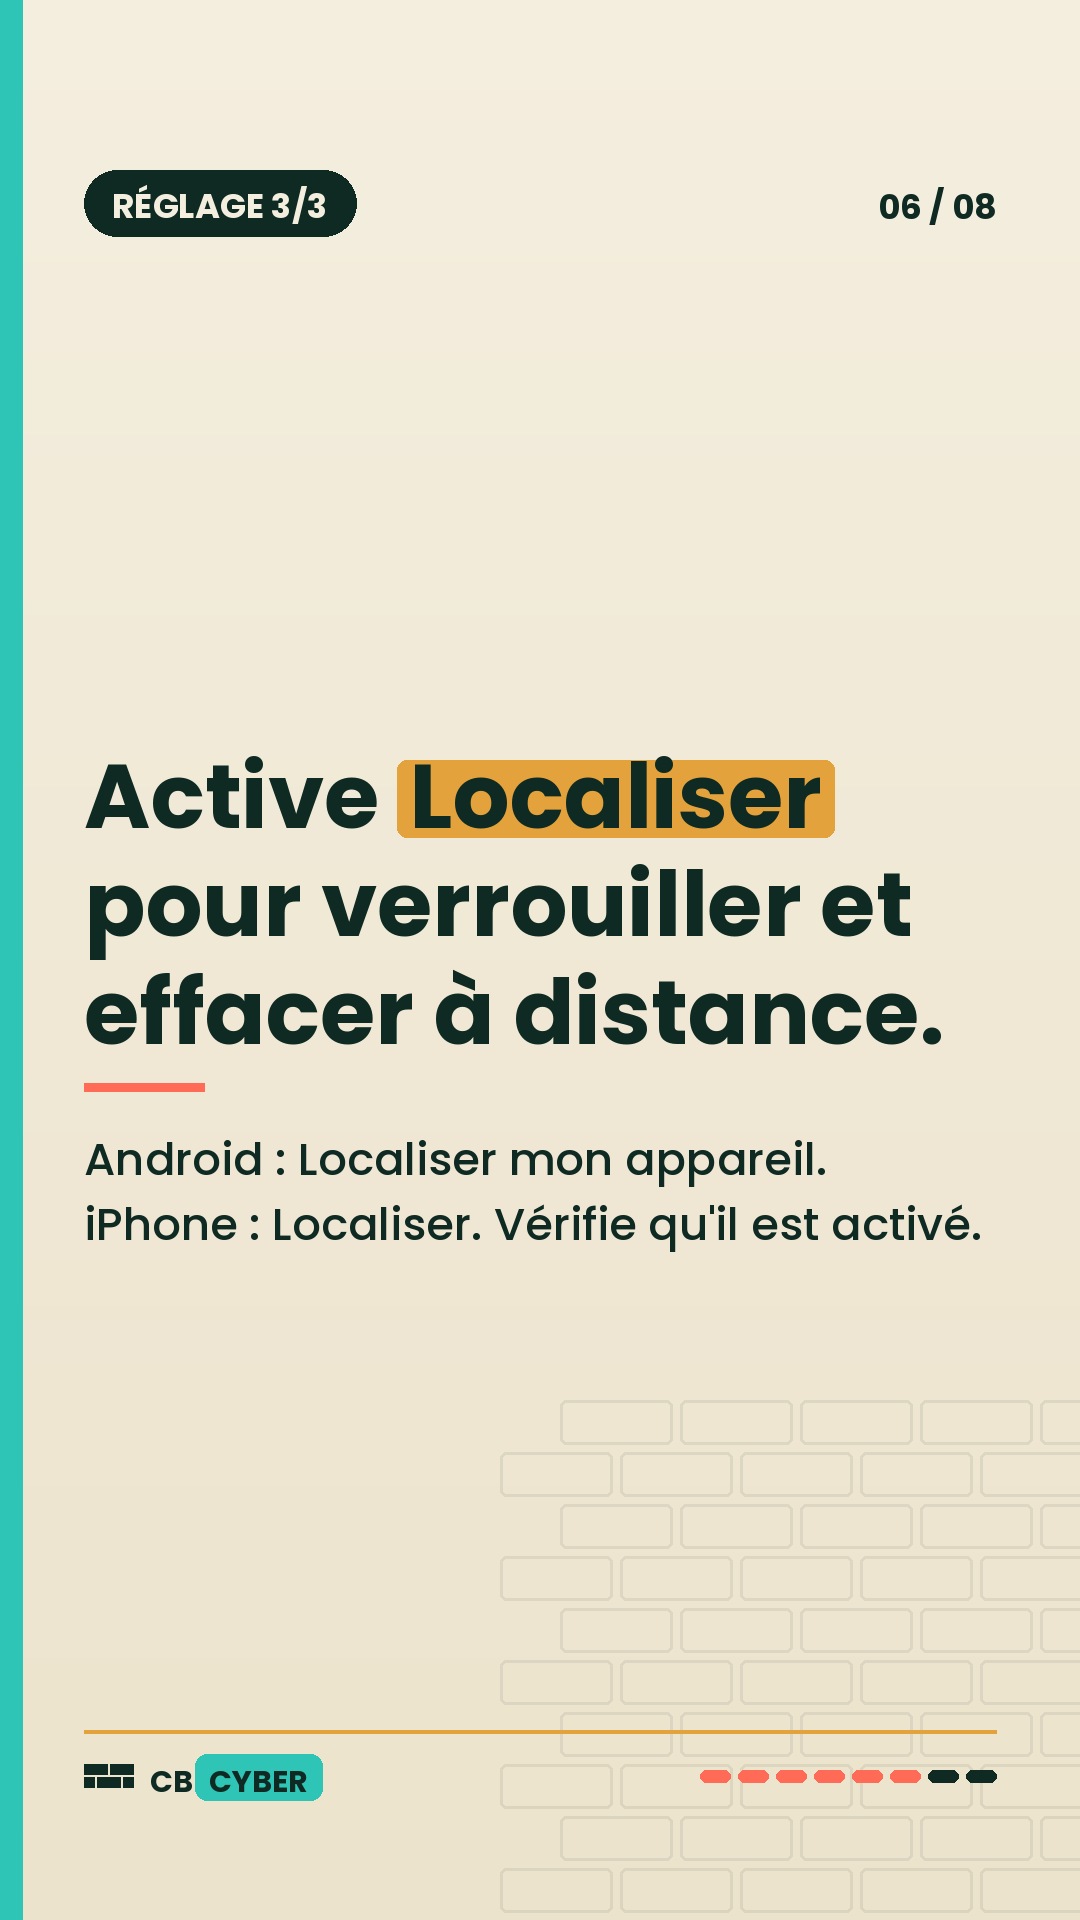 RÉGLAGE 3/3
06 / 08
Active Localiser
pour verrouiller et
effacer à distance.
Android : Localiser mon appareil.
iPhone : Localiser. Vérifie qu'il est activé.
CB CYBER